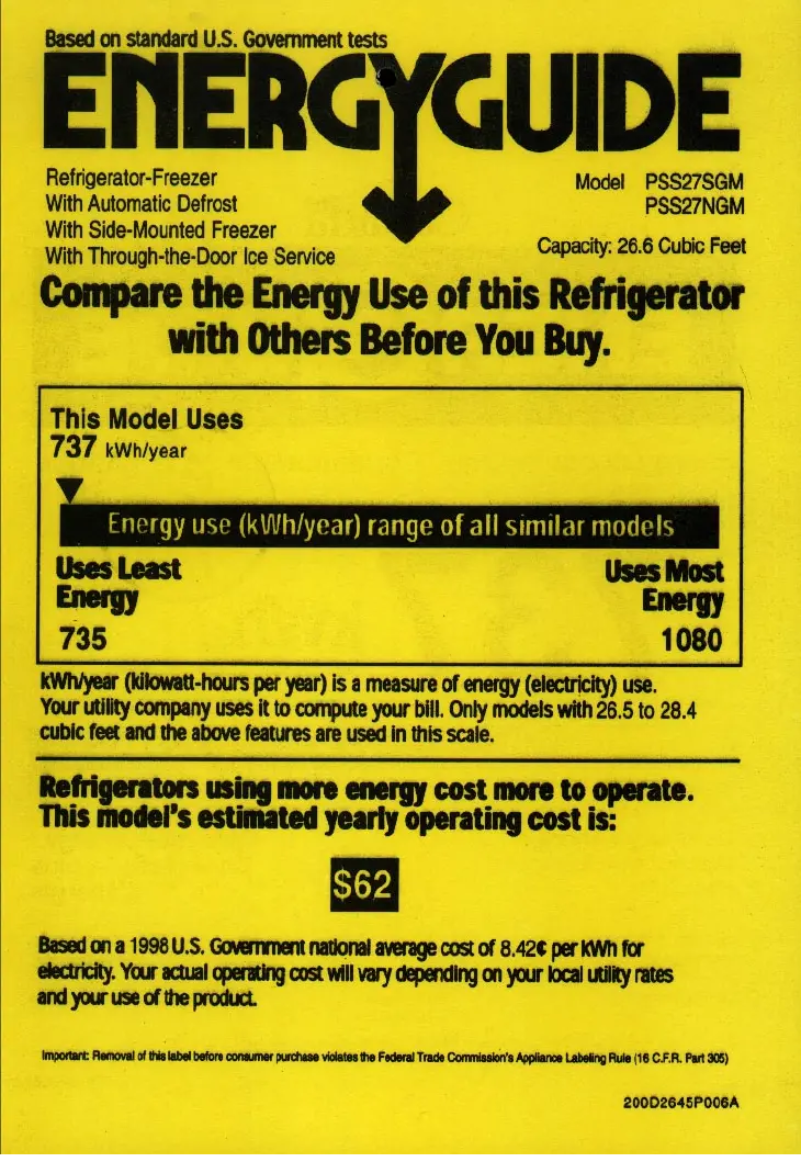 Based on standard U.S. Government tests
ENERGYGUIDE
Refrigerator-Freezer
With Automatic Defrost
With Side-Mounted Freezer
With Through-the-Door Ice Service
Model PSS27SGM
PSS27NGM
Capacity: 26.6 Cubic Feet
Compare the Energy Use of this Refrigerator
with Others Before You Buy.
This Model Uses
737 kWh/year
Energy use (kWh/year) range of all similar models
Uses Least
Energy
735
Uses Most
Energy
1080
kWh/year (kilowatt-hours per year) is a measure of energy (electricity) use.
Your utility company uses it to compute your bill. Only models with 26.5 to 28.4
cubic feet and the above features are used in this scale.
Refrigerators using more energy cost more to operate.
This model's estimated yearly operating cost is:
$62
Based on a 1998 U.S. Government national average cost of 8.42¢ per kWh for
electricity. Your actual operating cost will vary depending on your local utility rates
and your use of the product.
Important: Removal of this label before consumer purchase violates the Federal Trade Commission's Appliance Labeling Rule (16 C.F.R. Part 305)
200D2645P006A